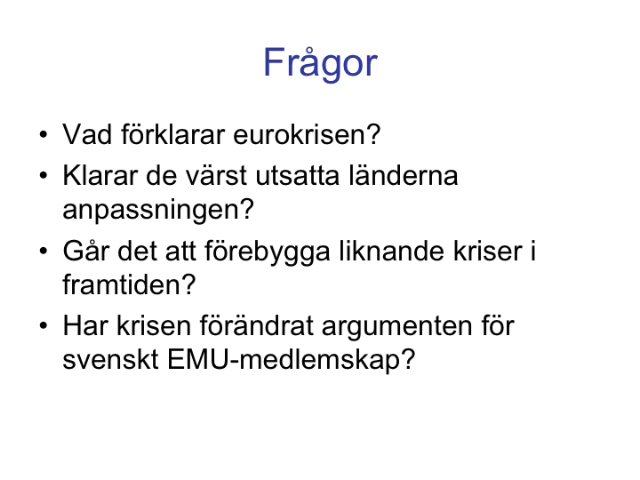 Frågor
• Vad förklarar eurokrisen?
• Klarar de värst utsatta länderna
anpassningen?
• Går det att förebygga liknande kriser i
framtiden?
• Har krisen förändrat argumenten för
svenskt EMU-medlemskap?